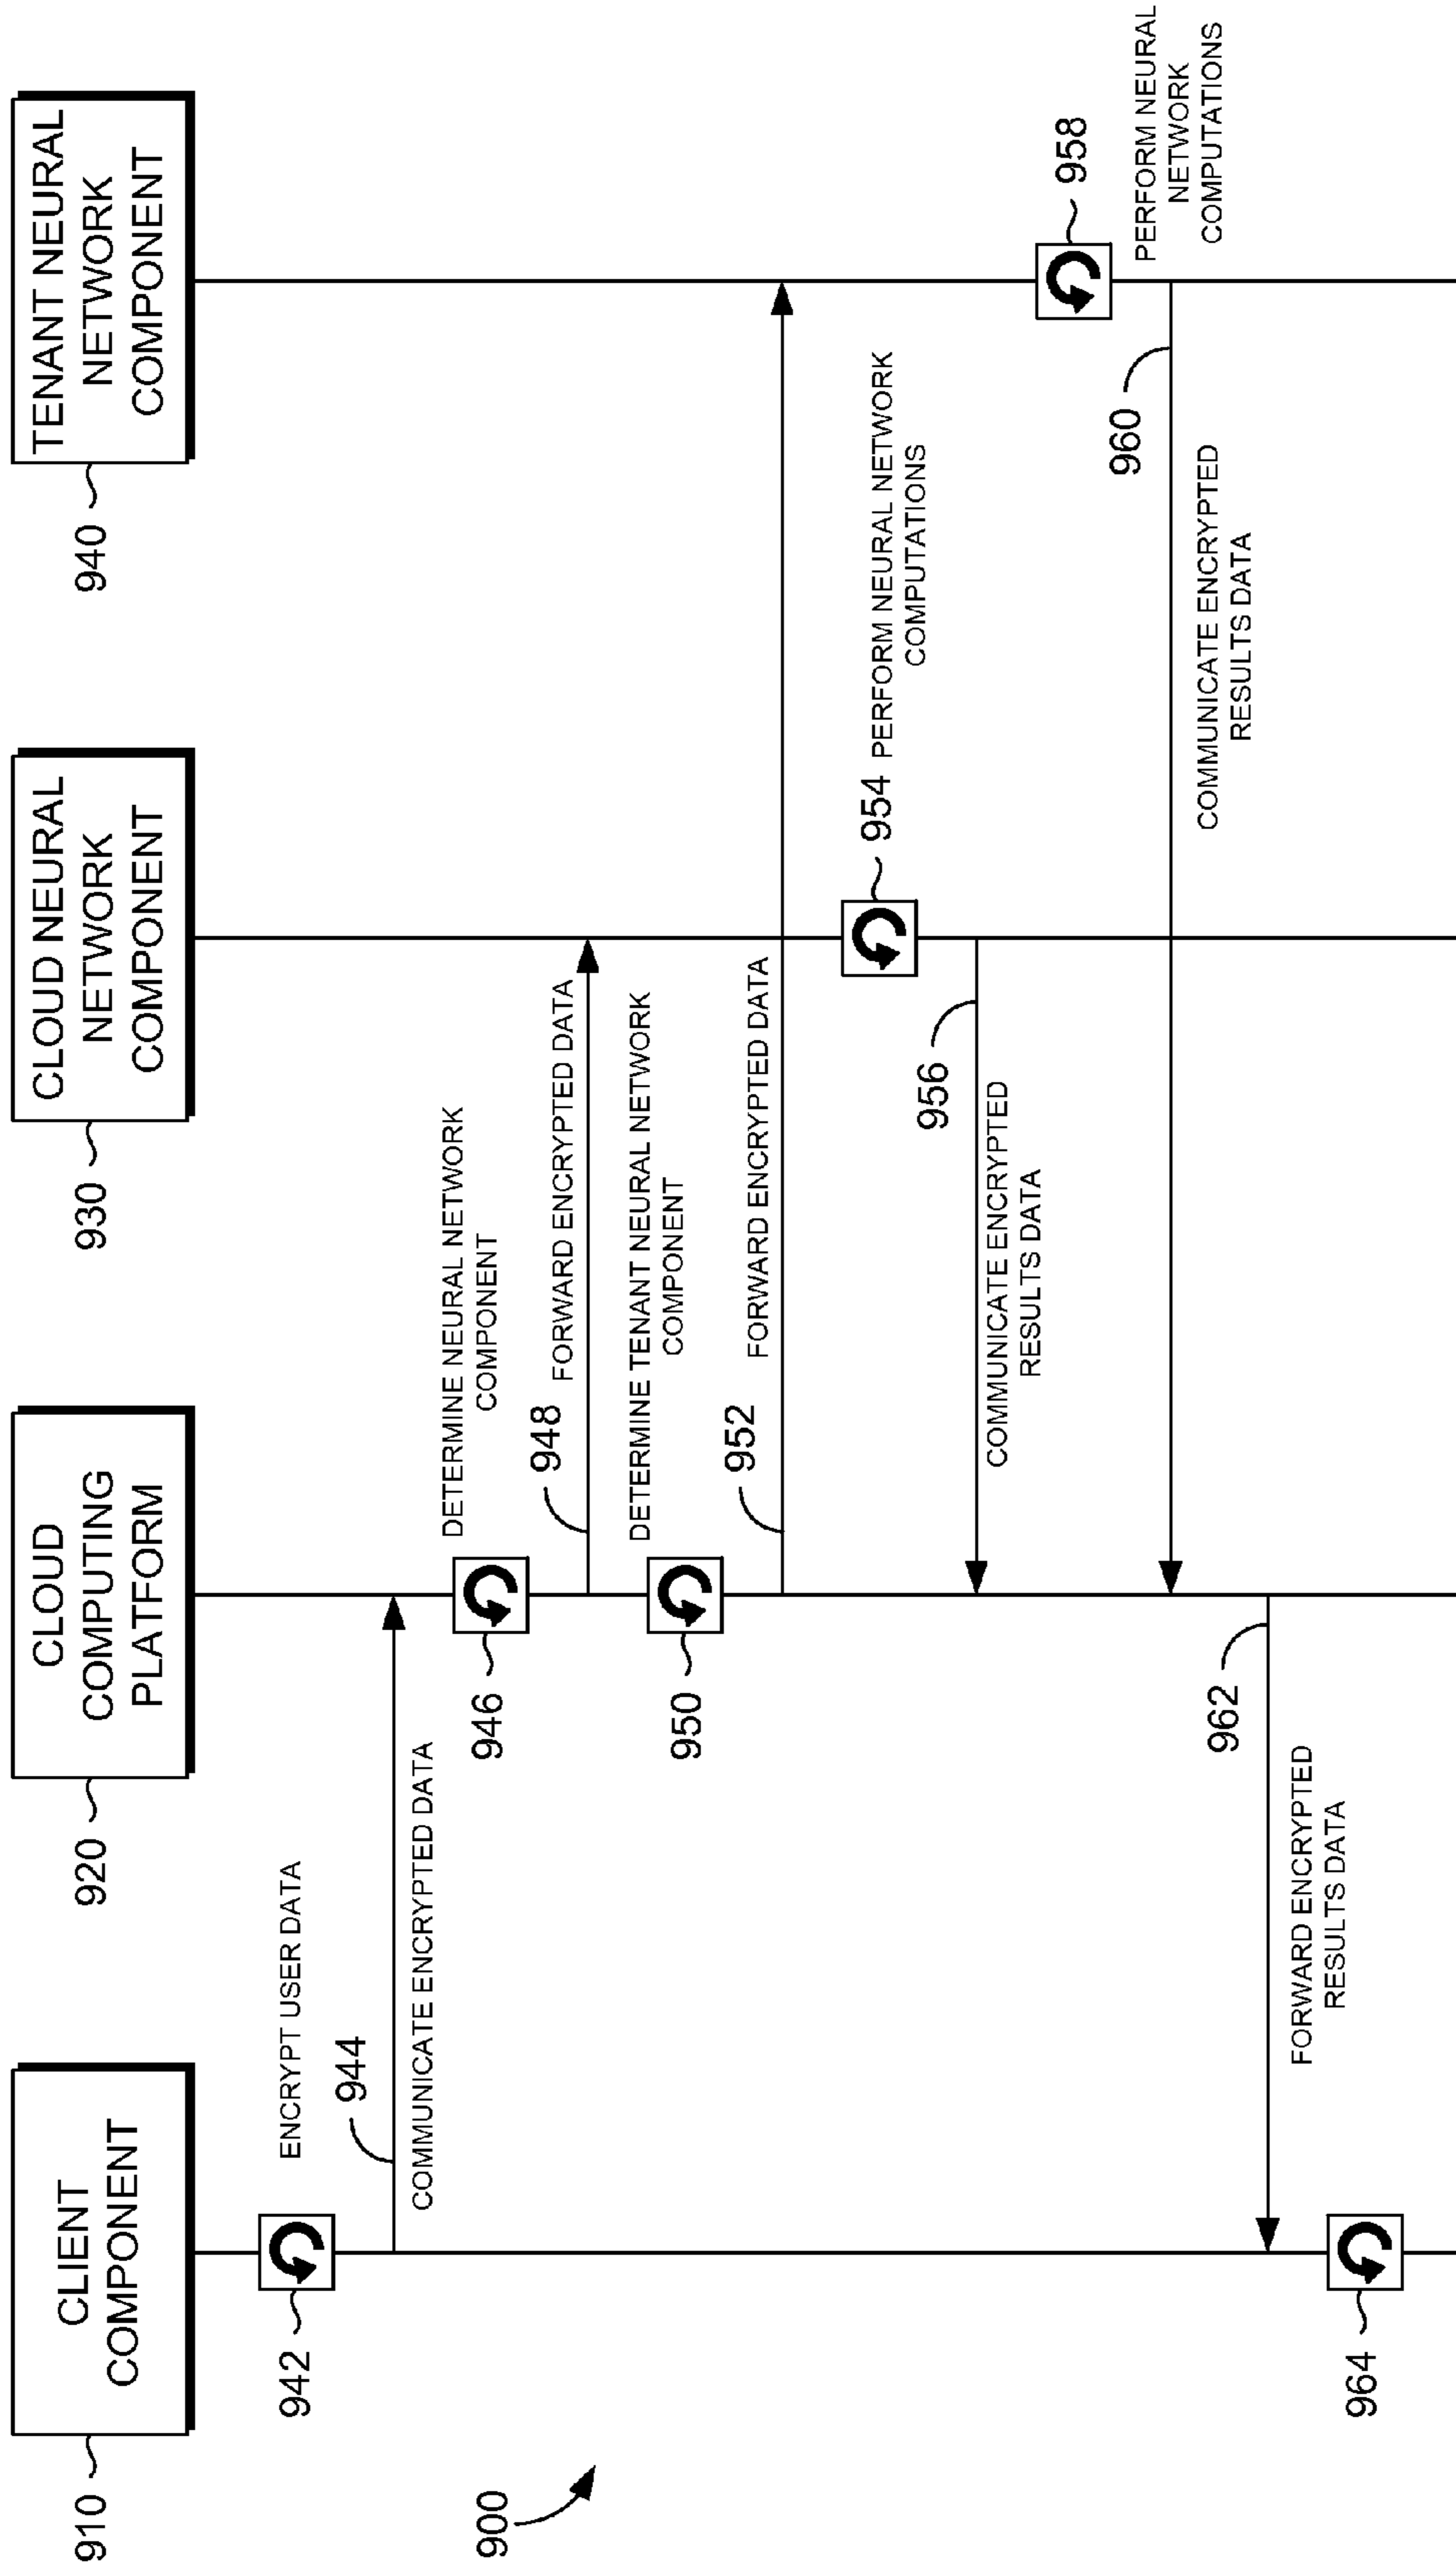 910
CLIENT
COMPONENT
920
CLOUD
COMPUTING
PLATFORM
930
CLOUD NEURAL
NETWORK
COMPONENT
940
TENANT NEURAL
NETWORK
COMPONENT
900
942
ENCRYPT USER DATA
944
COMMUNICATE ENCRYPTED DATA
946
DETERMINE NEURAL NETWORK
COMPONENT
948
FORWARD ENCRYPTED DATA
950
DETERMINE TENANT NEURAL NETWORK
COMPONENT
952
FORWARD ENCRYPTED DATA
954
PERFORM NEURAL NETWORK
COMPUTATIONS
956
COMMUNICATE ENCRYPTED
RESULTS DATA
958
PERFORM NEURAL
NETWORK
COMPUTATIONS
960
COMMUNICATE ENCRYPTED
RESULTS DATA
962
FORWARD ENCRYPTED
RESULTS DATA
964